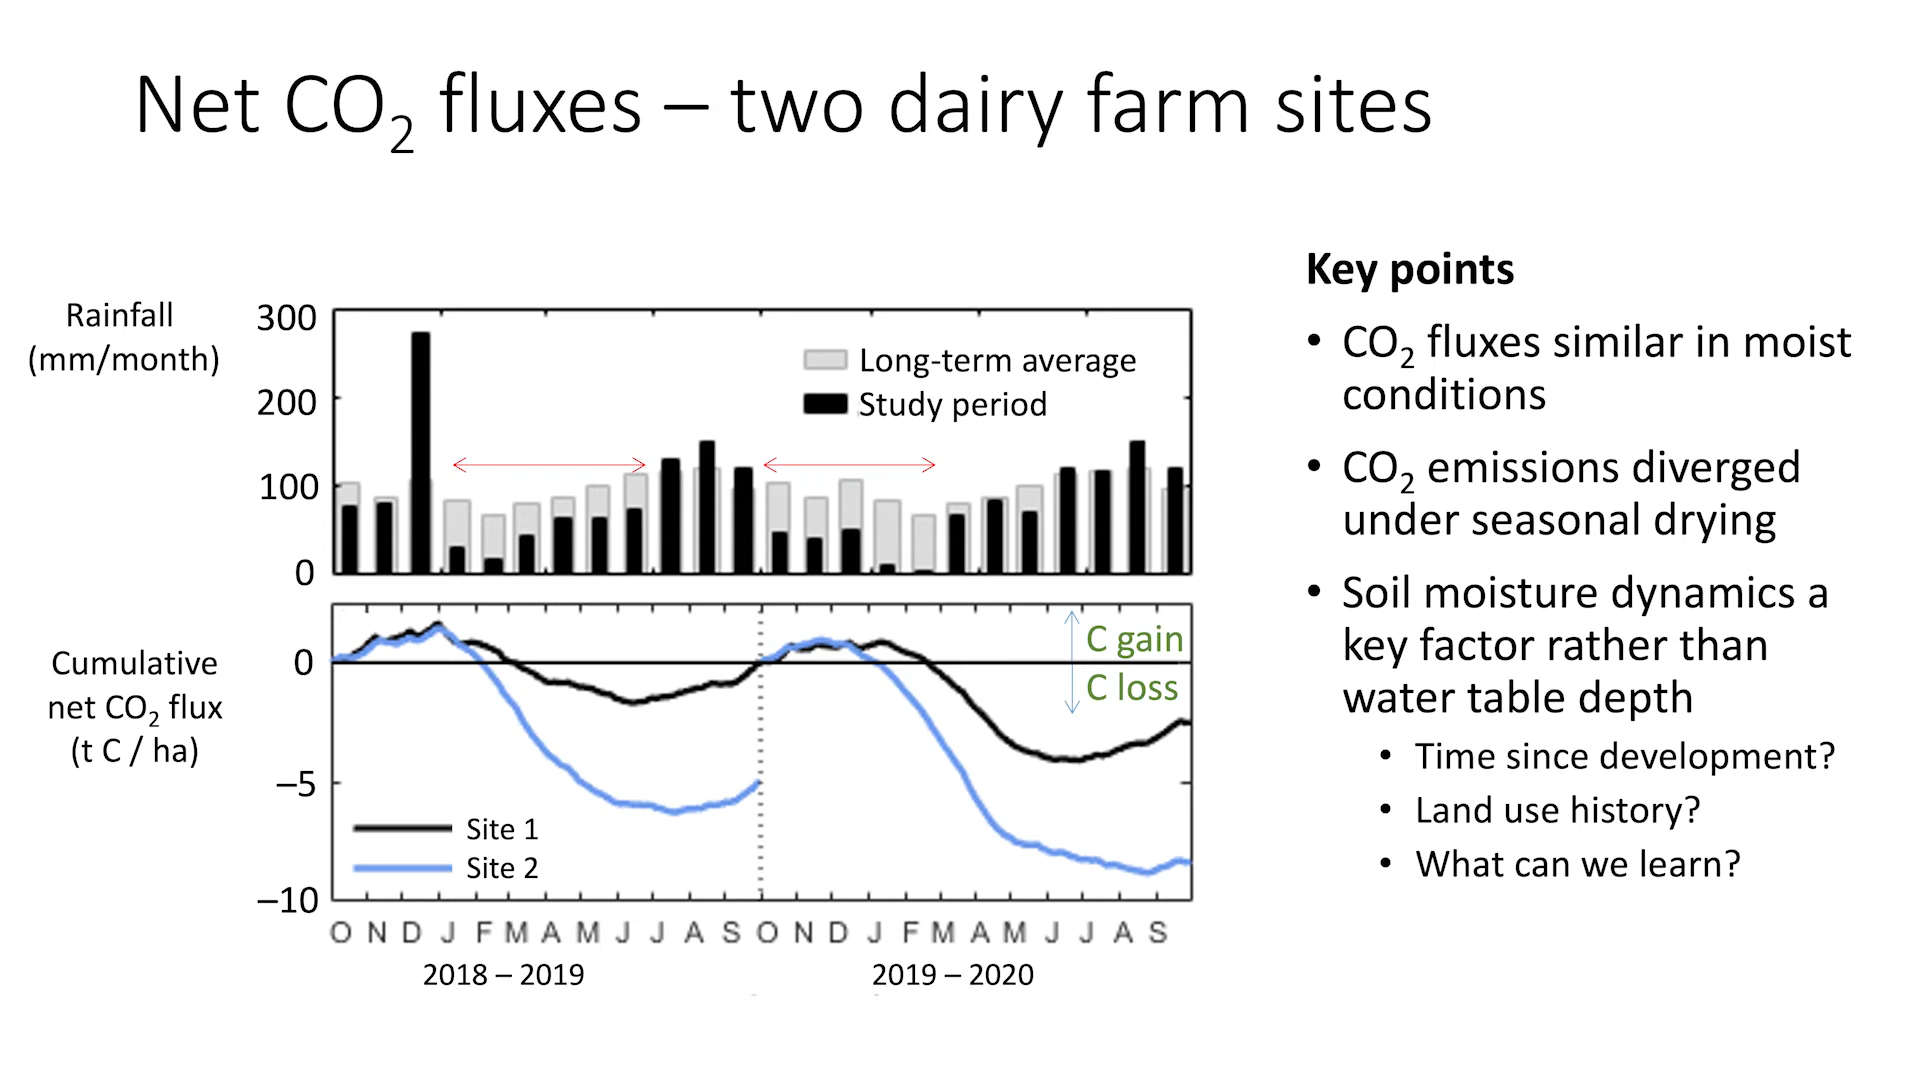 Net CO₂ fluxes – two dairy farm sites
Rainfall
(mm/month)
300
200
100
0
Long-term average
Study period
Cumulative
net CO₂ flux
(t C / ha)
0
–5
–10
C gain
C loss
Site 1
Site 2
O N D J F M A M J J A S O N D J F M A M J J A S
2018 – 2019
2019 – 2020
Key points
• CO₂ fluxes similar in moist
conditions
• CO₂ emissions diverged
under seasonal drying
• Soil moisture dynamics a
key factor rather than
water table depth
• Time since development?
• Land use history?
• What can we learn?